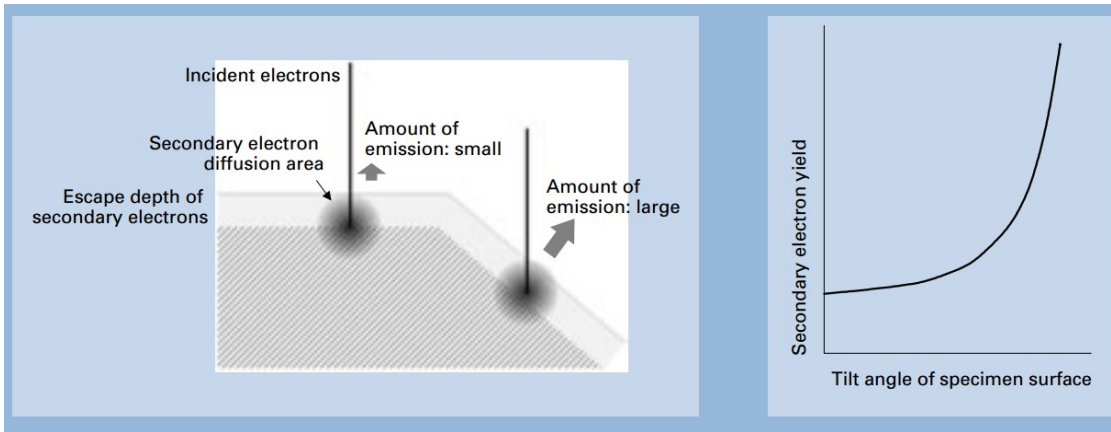 Incident electrons
Secondary electron
diffusion area
Amount of
emission: small
Escape depth of
secondary electrons
Amount of
emission: large
Secondary electron yield
Tilt angle of specimen surface